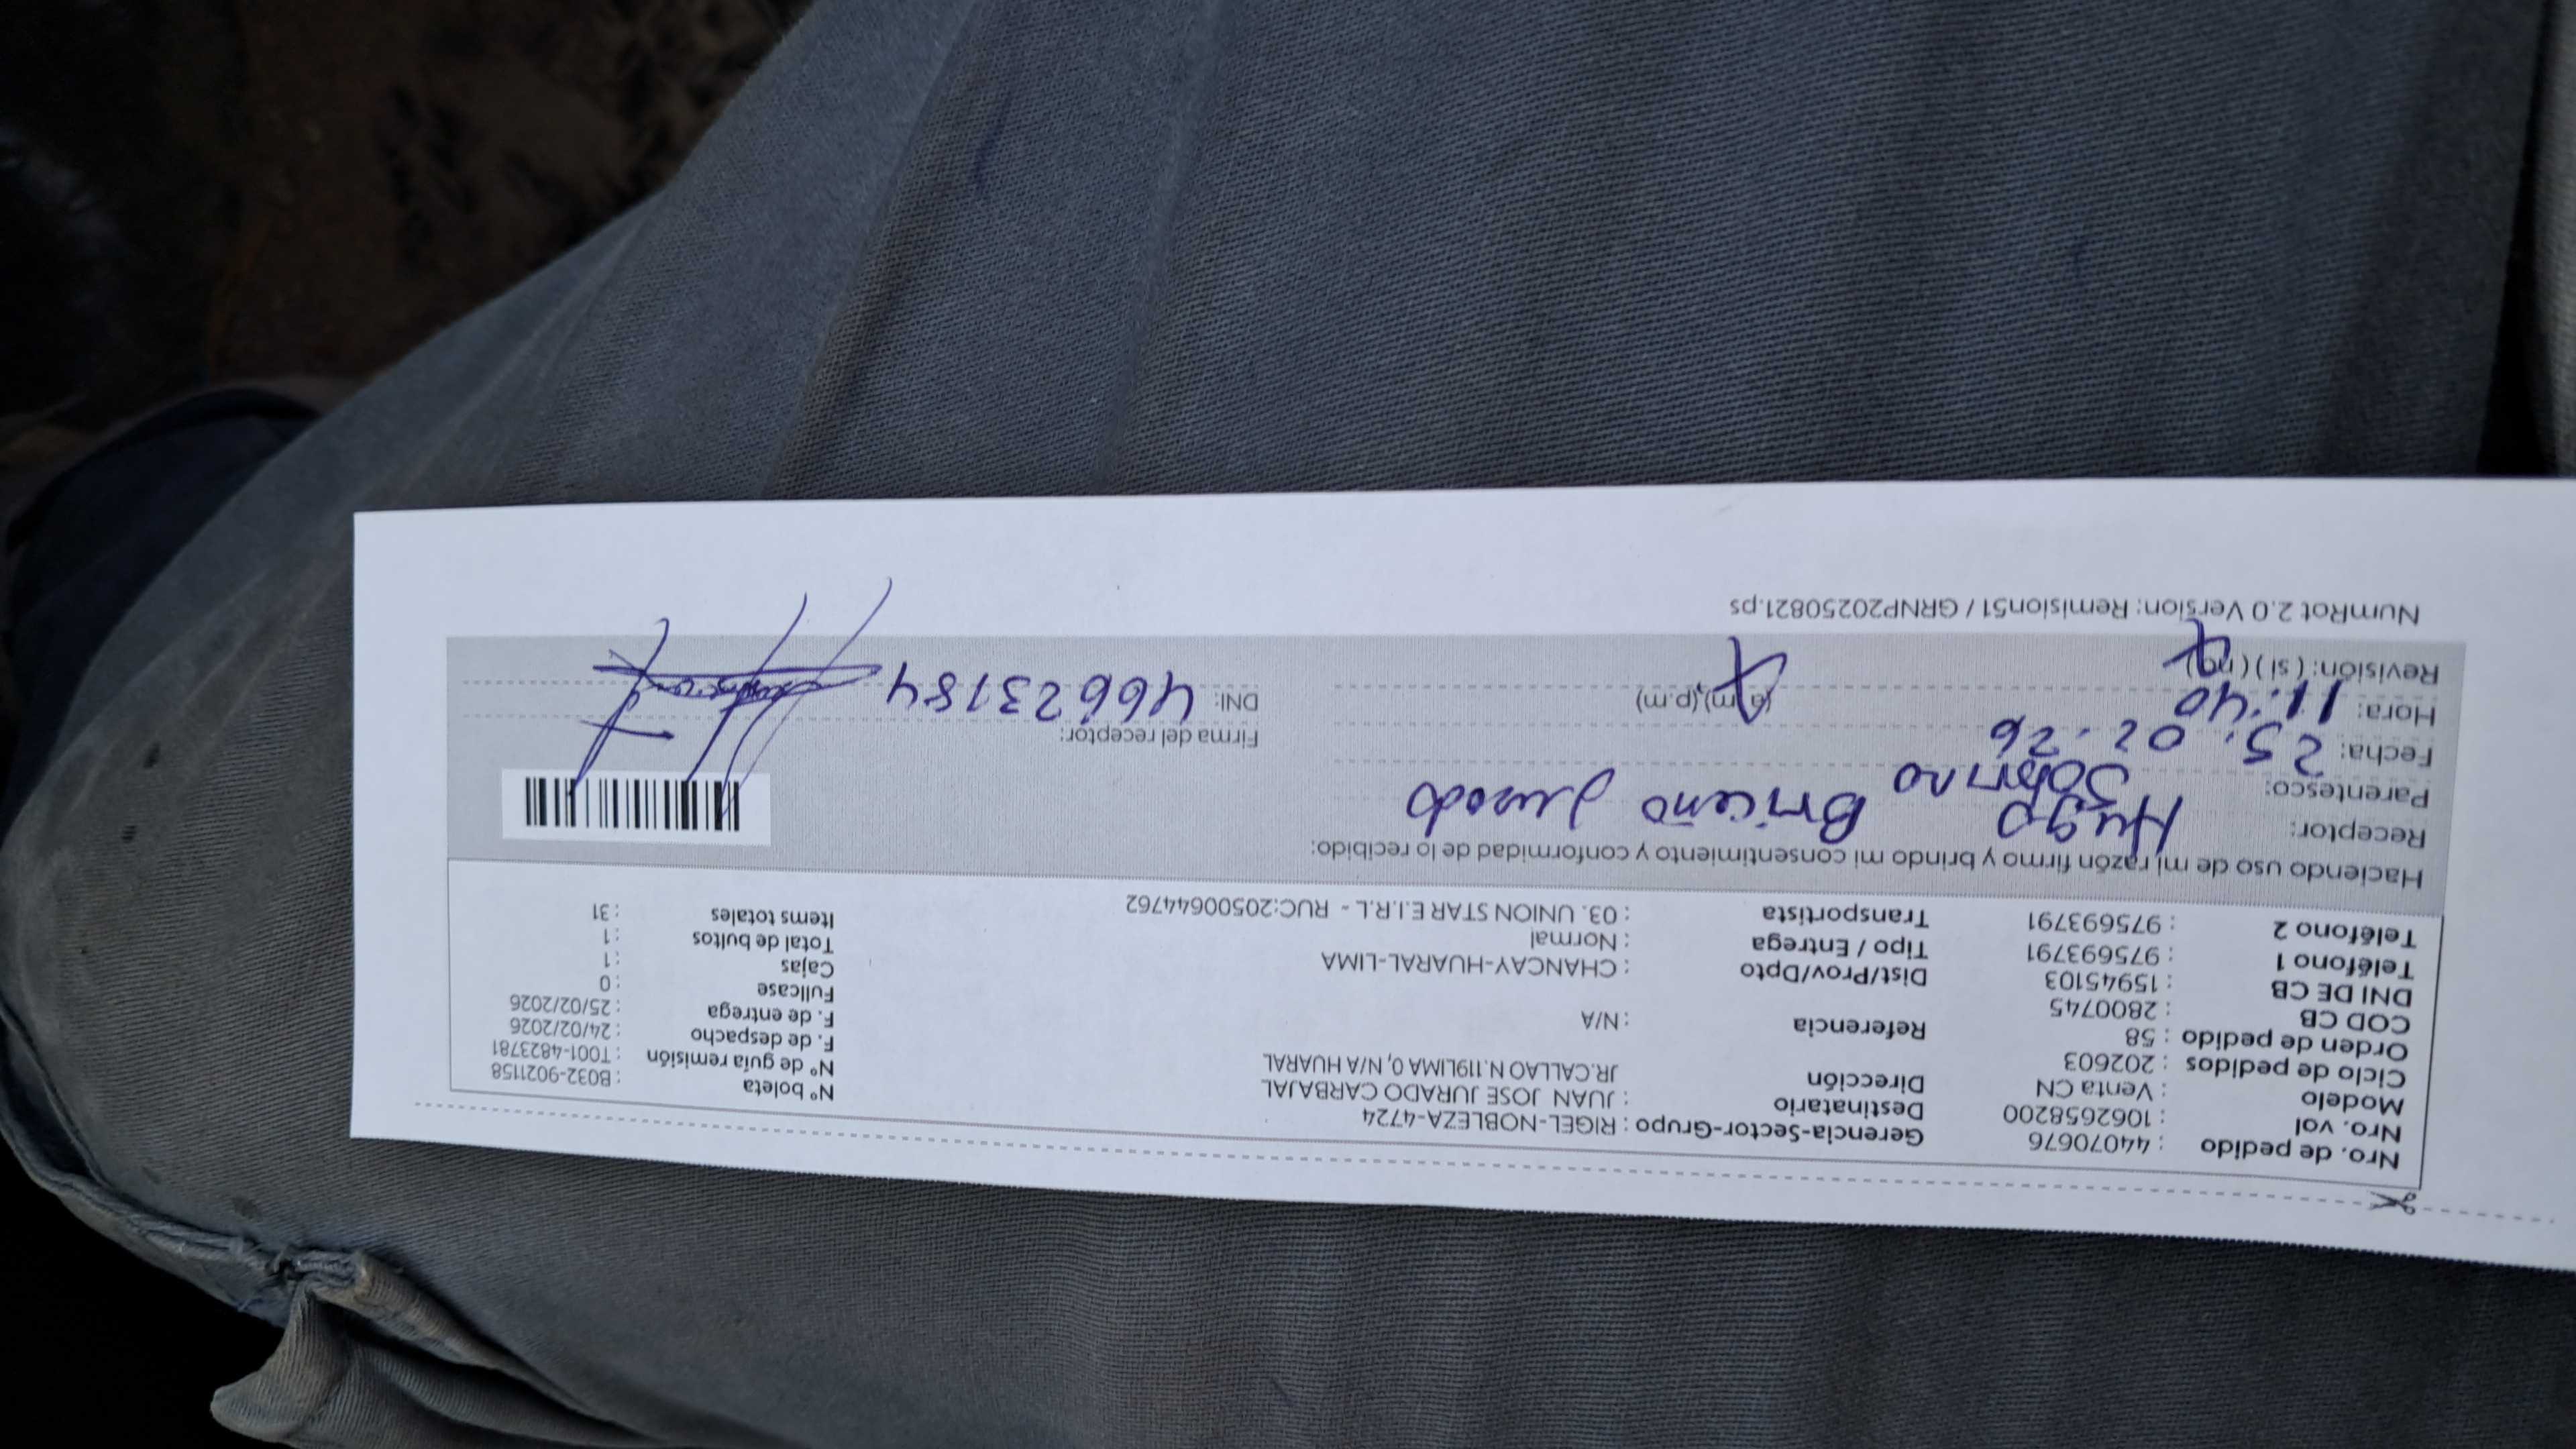 Nro. de pedido : 44070676 Gerencia-Sector-Grupo : RIGEL-NOBLEZA-4724 Nº boleta : B032-9021158
Nro. vol : 1062658200 Destinatario : JUAN JOSE JURADO CARBAJAL Nº de guía remisión : T001-4823781
Modelo : Venta CN Dirección JR.CALLAO N.119LIMA 0, N/A HUARAL F. de despacho : 24/02/2026
Ciclo de pedidos : 202603 F. de entrega : 25/02/2026
Orden de pedido : 58 Referencia : N/A Fullcase : 0
COD CB : 2800745 Cajas : 1
DNI DE CB : 15945103 Dist/Prov/Dpto : CHANCAY-HUARAL-LIMA Total de bultos : 1
Teléfono 1 : 975693791 Tipo / Entrega : Normal Items totales : 31
Teléfono 2 : 975693791 Transportista : 03. UNION STAR E.I.R.L - RUC:20500644762
Haciendo uso de mi razón firmo y brindo mi consentimiento y conformidad de lo recibido:
Receptor: Hugo Briceño Jurado
Parentesco: Sobrino
Fecha: 25. 02. 26 Firma del receptor:
Hora: 11:40 (a.m) (p.m) DNI: 46623184
Revisión: (si) (no)
NumRot 2.0 Versión: Remision51 / GRNP20250821.ps